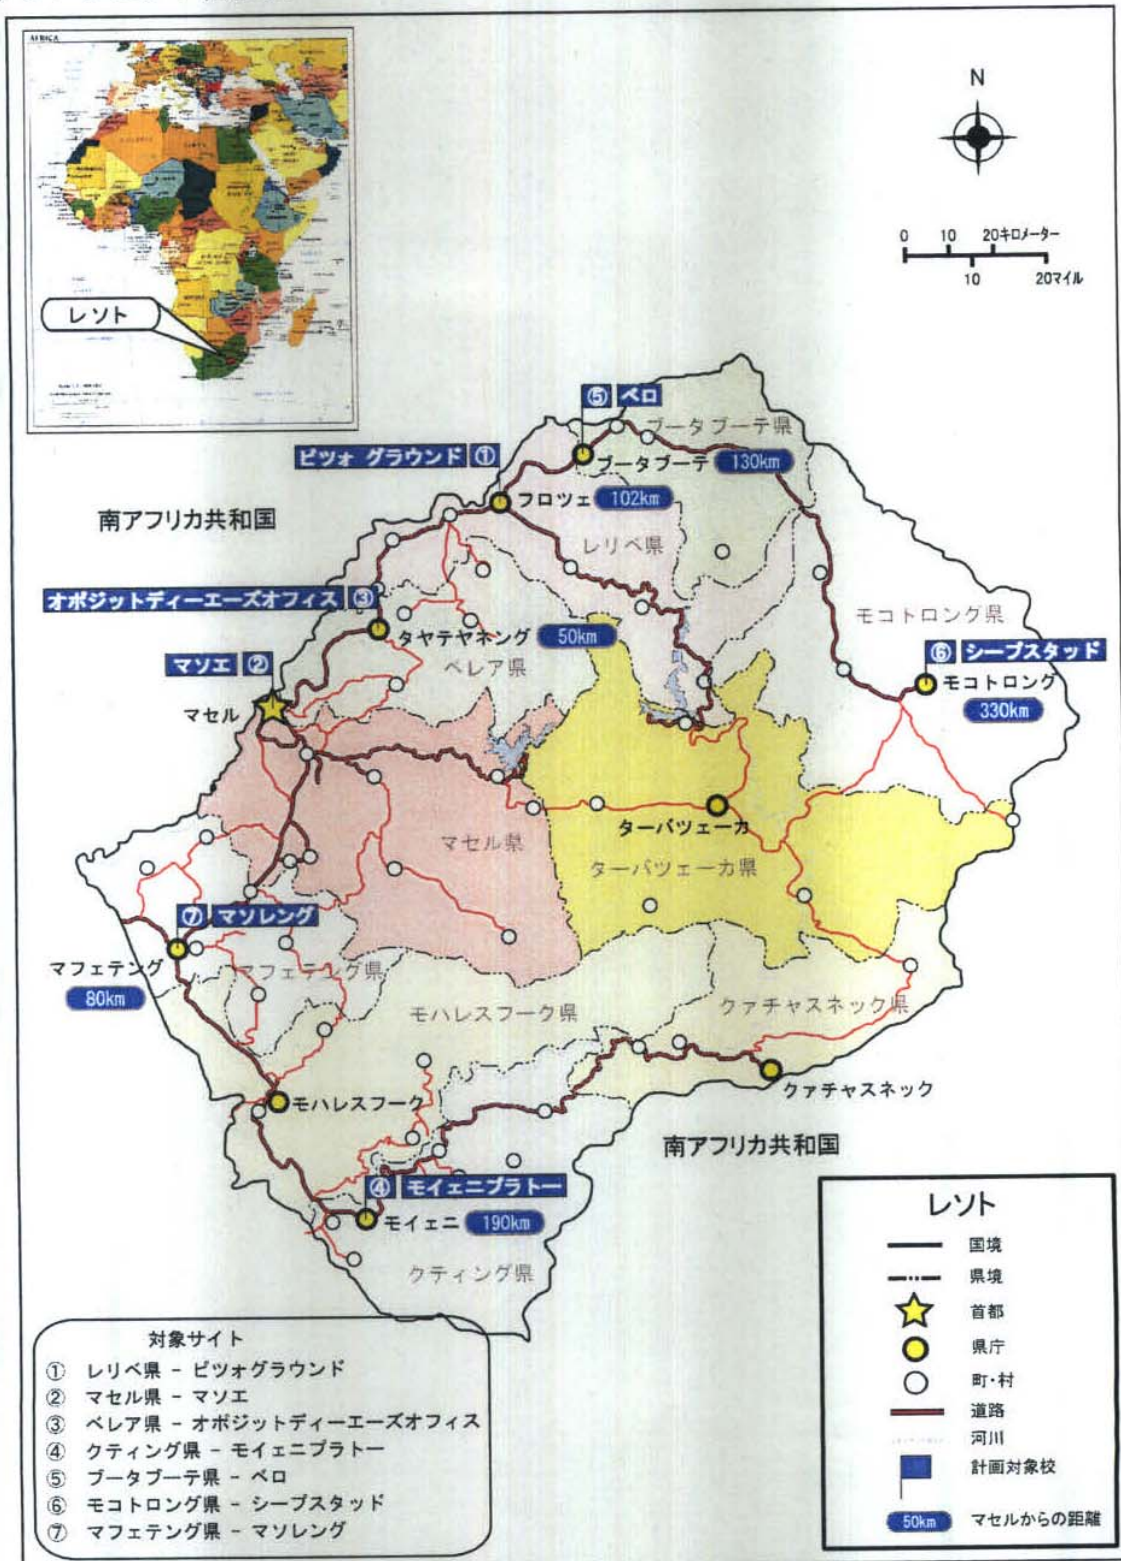 AFRICA
レソト
N
0 10 20キロメーター
10 20マイル
⑤ ベロ
ブータブーテ県
ピツォ グラウンド ①
ブータブーテ 130km
フロツェ 102km
南アフリカ共和国
レリベ県
オポジットディーエーズオフィス ③
モコトロング県
タヤテヤネング 50km
マソエ ②
ベレア県
⑥ シーブスタッド
モコトロング
330km
マセル
ターバツェーカ
マセル県
ターバツェーカ県
⑦ マソレング
マフェテング
80km
マフェテング県
モハレスフーク県
クァチャスネック県
モハレスフーク
クァチャスネック
南アフリカ共和国
④ モイェニプラトー
モイェニ 190km
クティング県
対象サイト
① レリベ県 - ピツォグラウンド
② マセル県 - マソエ
③ ベレア県 - オポジットディーエーズオフィス
④ クティング県 - モイェニプラトー
⑤ ブータブーテ県 - ベロ
⑥ モコトロング県 - シーブスタッド
⑦ マフェテング県 - マソレング
レソト
国境
県境
首都
県庁
町・村
道路
河川
計画対象校
50km マセルからの距離